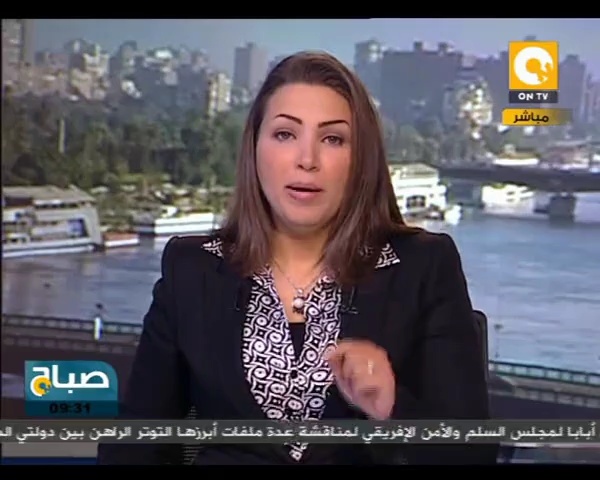 ON TV
مباشر
صباح
09:31
أبابا لمجلس السلم والأمن الإفريقي لمناقشة عدة ملفات أبرزها التوتر الراهن بين دولتي